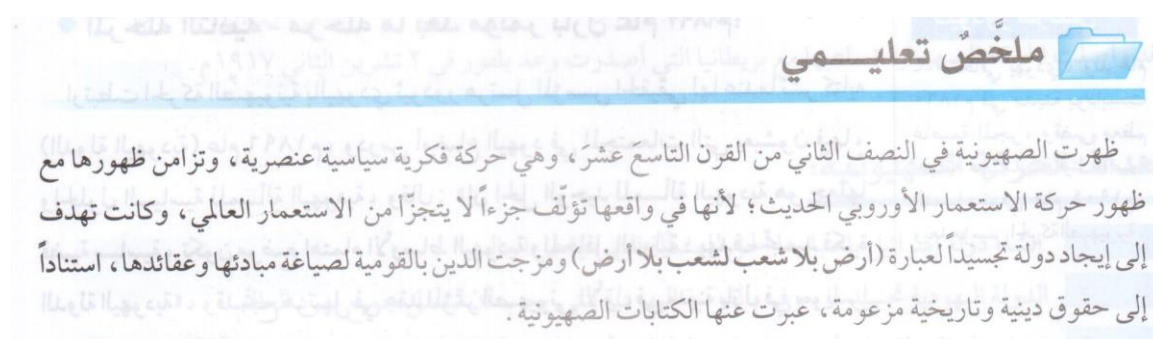 ملخَّصٌ تعليـــمي
ظهرت الصهيونية في النصف الثاني من القرن التاسع عشر، وهي حركة فكرية سياسية عنصرية، وتزامن ظهورها مع
ظهور حركة الاستعمار الأوروبي الحديث؛ لأنها في واقعها تؤلّف جزءاً لا يتجزأ من الاستعمار العالمي، وكانت تهدف
إلى إيجاد دولة تجسيداً لعبارة (أرض بلا شعب لشعب بلا أرض) ومزجت الدين بالقومية لصياغة مبادئها وعقائدها، استناداً
إلى حقوق دينية وتاريخية مزعومة، عبرت عنها الكتابات الصهيونية.